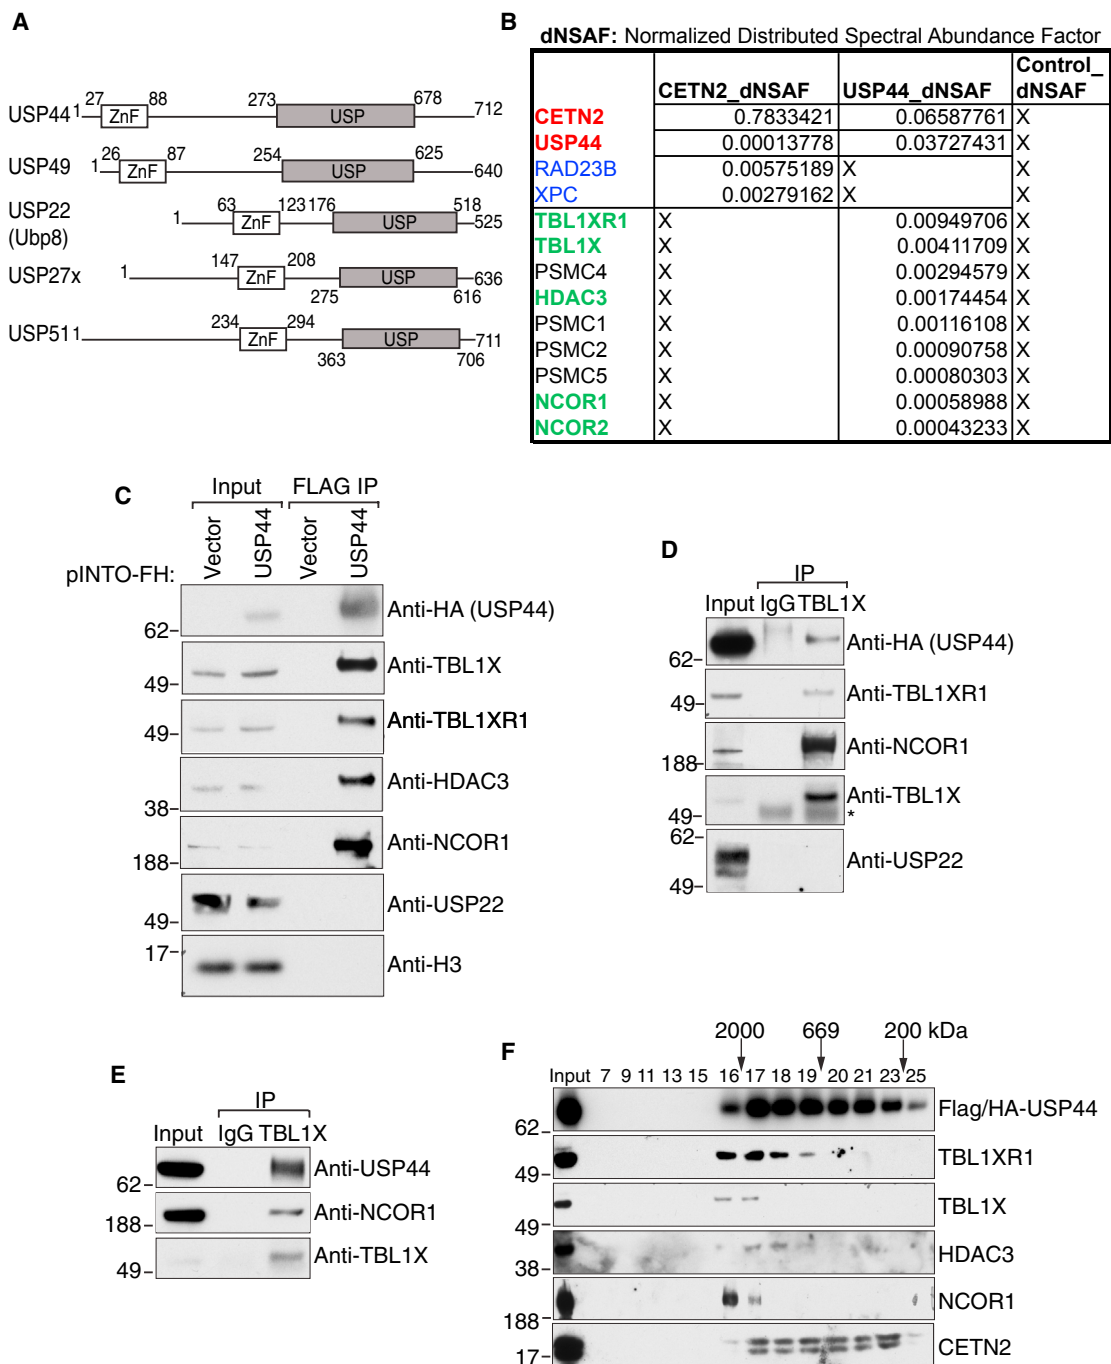 A
USP44 1 27 ZnF 88 273 USP 678 712
USP49 1 26 ZnF 87 254 USP 625 640
USP22 (Ubp8) 1 63 ZnF 123 176 USP 518 525
USP27x 1 147 ZnF 208 275 USP 616 636
USP51 1 234 ZnF 294 363 USP 706 711
B
dNSAF: Normalized Distributed Spectral Abundance Factor
CETN2_dNSAF USP44_dNSAF Control_dNSAF
CETN2 0.7833421 0.06587761 X
USP44 0.00013778 0.03727431 X
RAD23B 0.00575189 X X
XPC 0.00279162 X X
TBL1XR1 X 0.00949706 X
TBL1X X 0.00411709 X
PSMC4 X 0.00294579 X
HDAC3 X 0.00174454 X
PSMC1 X 0.00116108 X
PSMC2 X 0.00090758 X
PSMC5 X 0.00080303 X
NCOR1 X 0.00058988 X
NCOR2 X 0.00043233 X
C
Input FLAG IP
pINTO-FH: Vector USP44 Vector USP44
62 Anti-HA (USP44)
49 Anti-TBL1X
49 Anti-TBL1XR1
38 Anti-HDAC3
188 Anti-NCOR1
49 Anti-USP22
17 Anti-H3
D
IP
Input IgG TBL1X
62 Anti-HA (USP44)
49 Anti-TBL1XR1
188 Anti-NCOR1
49 Anti-TBL1X
*
62
49 Anti-USP22
E
IP
Input IgG TBL1X
62 Anti-USP44
188 Anti-NCOR1
49 Anti-TBL1X
F
2000 669 200 kDa
Input 7 9 11 13 15 16 17 18 19 20 21 23 25
62 Flag/HA-USP44
49 TBL1XR1
49 TBL1X
38 HDAC3
188 NCOR1
17 CETN2